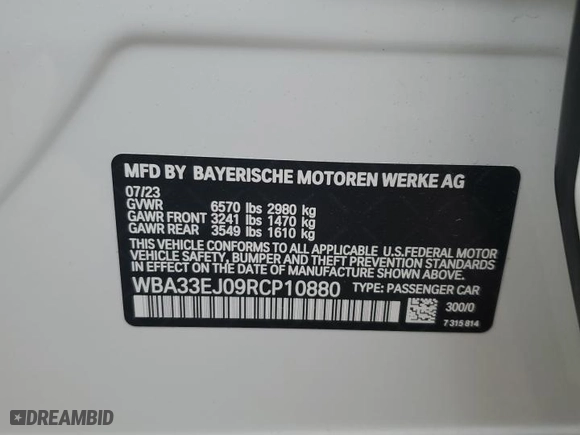 MFD BY BAYERISCHE MOTOREN WERKE AG
07/23
GVWR 6570 lbs 2980 kg
GAWR FRONT 3241 lbs 1470 kg
GAWR REAR 3549 lbs 1610 kg
THIS VEHICLE CONFORMS TO ALL APPLICABLE U.S.FEDERAL MOTOR
VEHICLE SAFETY, BUMPER AND THEFT PREVENTION STANDARDS
IN EFFECT ON THE DATE OF MANUFACTURE SHOWN ABOVE.
WBA33EJ09RCP10880 TYPE: PASSENGER CAR
300/0
7 315 814
DREAMBID